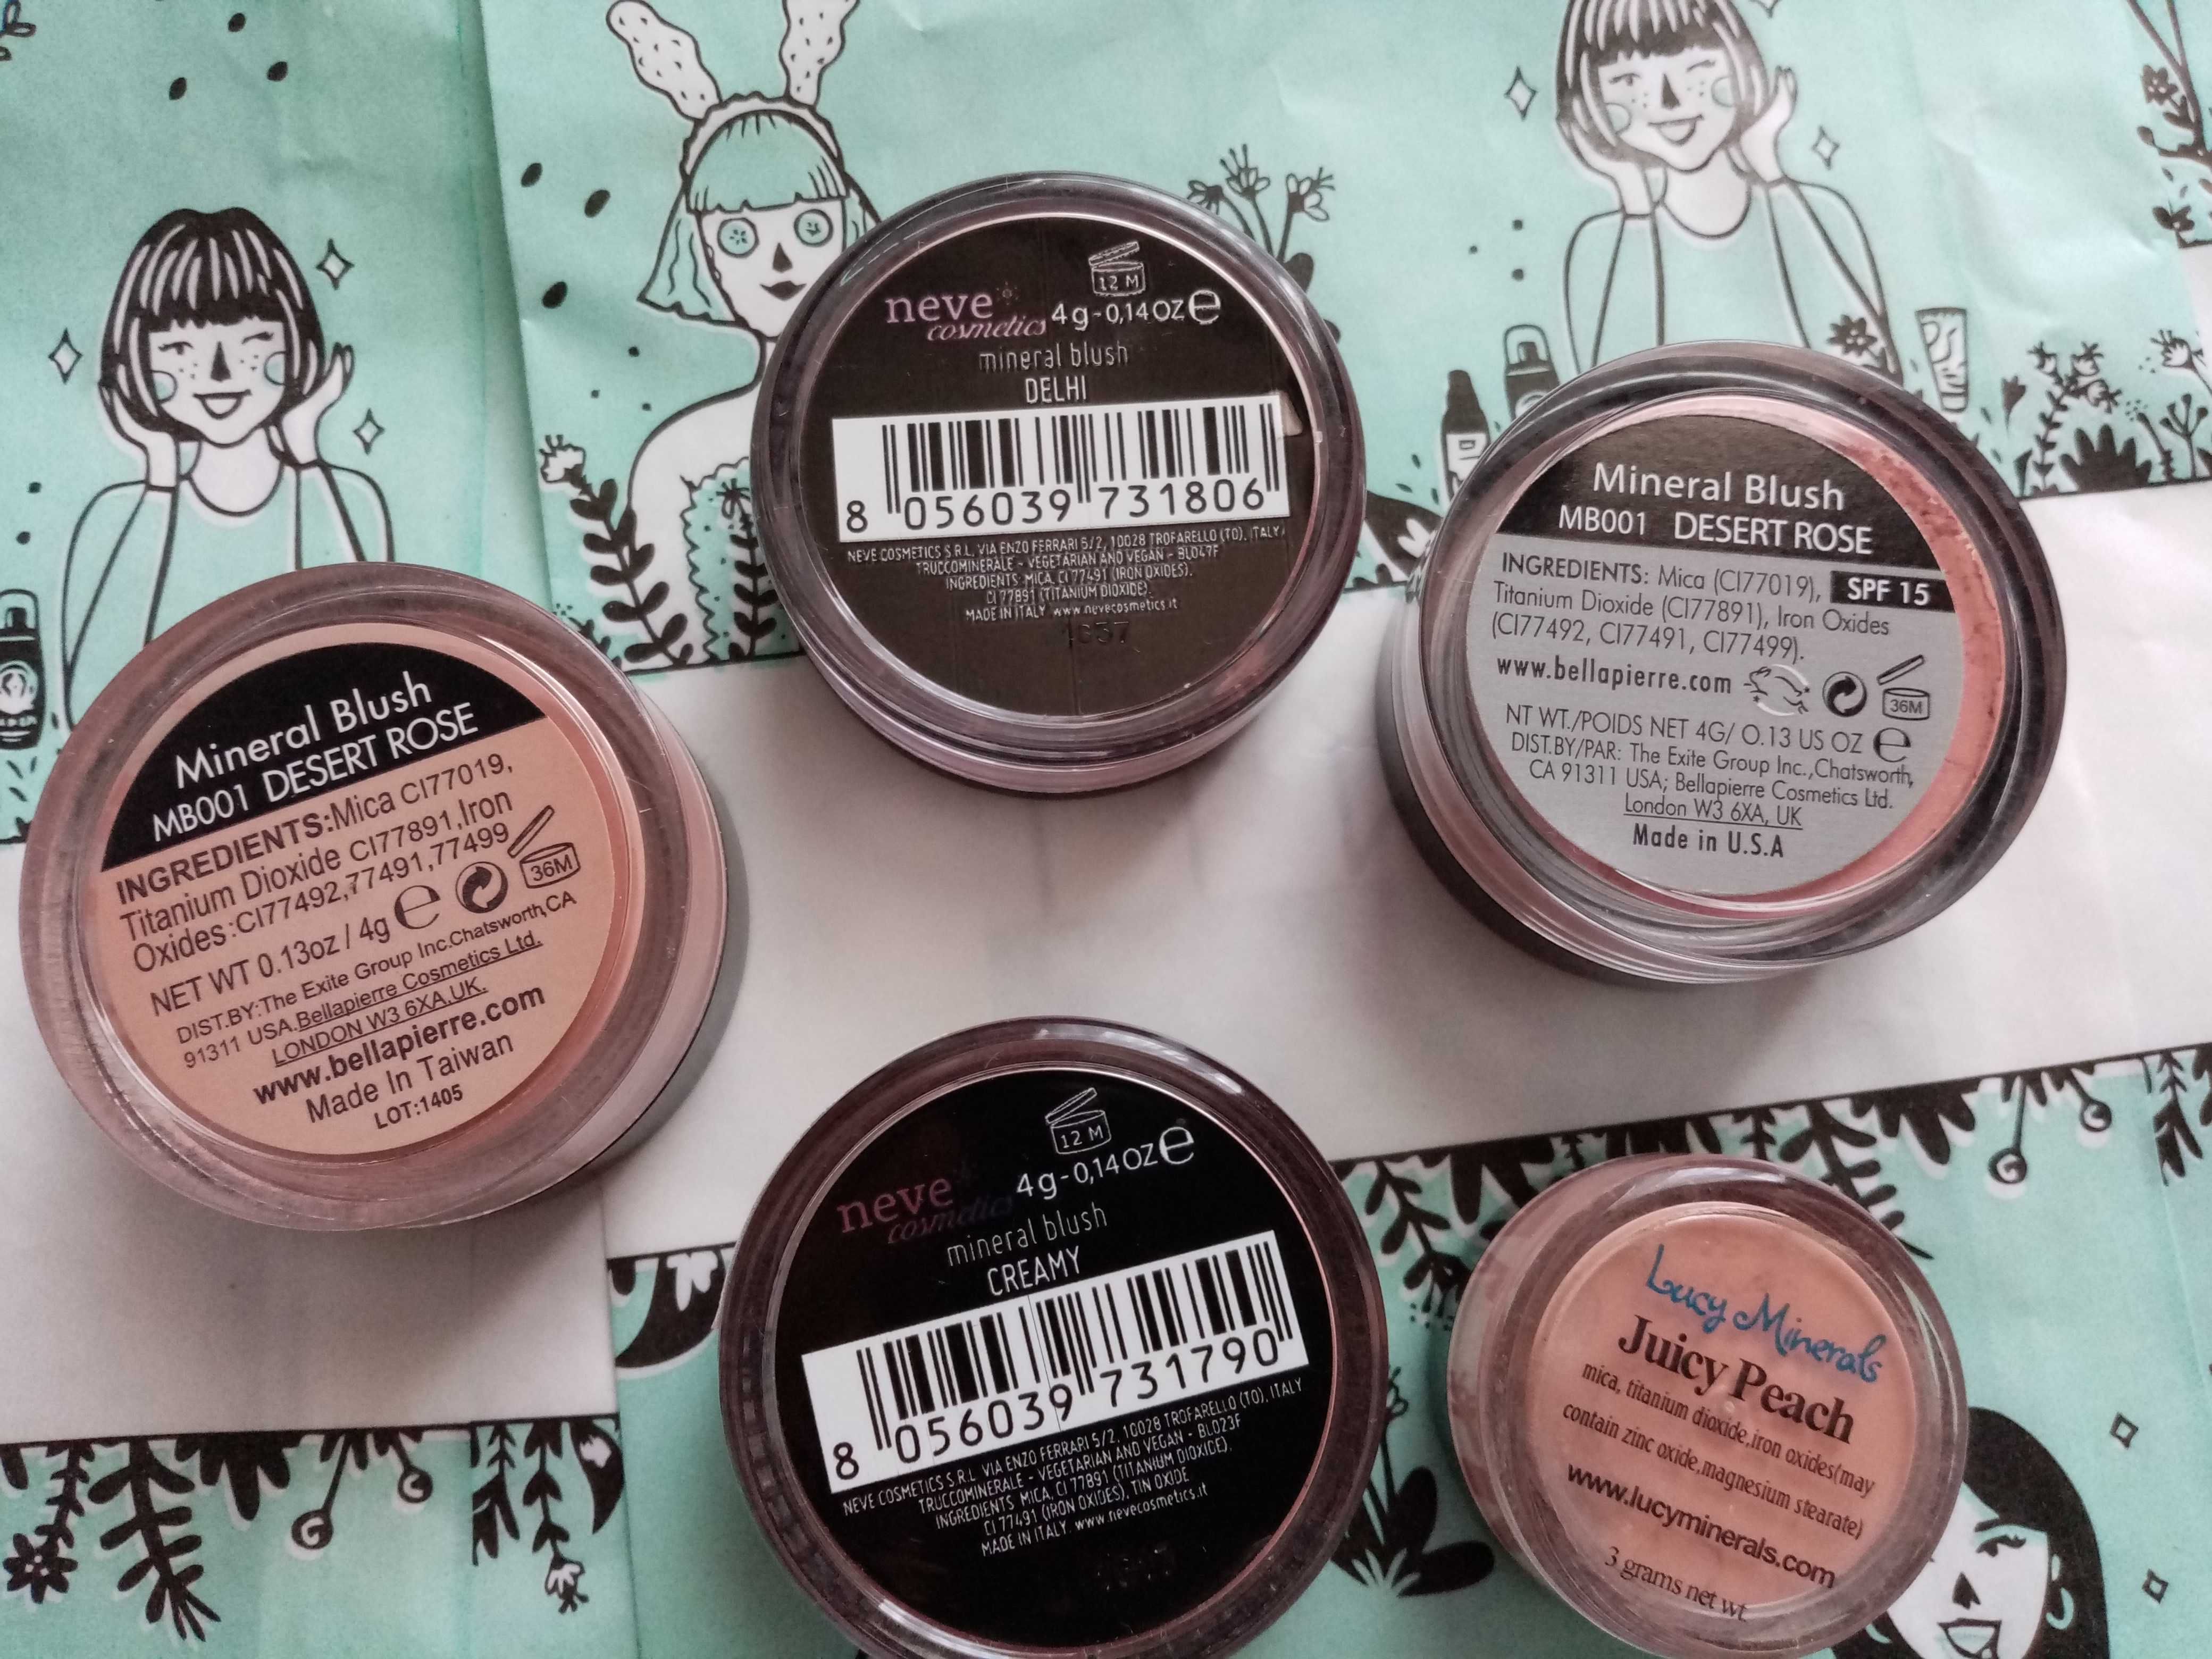 neve
cosmetics
12 M
4g-0,14OZ e
mineral blush
DELHI
8 056039 731806
NEVE COSMETICS S.R.L. VIA ENZO FERRARI 5/2, 10028 TROFARELLO (TO), ITALY
TRUCCOMINERALE - VEGETARIAN AND VEGAN - BL047F
INGREDIENTS: MICA, CI 77491 (IRON OXIDES),
CI 77891 (TITANIUM DIOXIDE).
MADE IN ITALY www.nevecosmetics.it
Mineral Blush
MB001 DESERT ROSE
INGREDIENTS: Mica (CI77019), SPF 15
Titanium Dioxide (CI77891), Iron Oxides
(CI77492, CI77491, CI77499).
www.bellapierre.com
36M
NT WT./POIDS NET 4G/ 0.13 US OZ e
DIST.BY/PAR: The Exite Group Inc.,Chatsworth,
CA 91311 USA; Bellapierre Cosmetics Ltd.
London W3 6XA, UK
Made in U.S.A
Mineral Blush
MB001 DESERT ROSE
INGREDIENTS:Mica CI77019,
Titanium Dioxide CI77891,Iron
Oxides:CI77492,77491,77499
36M
NET WT 0.13oz / 4g e
DIST.BY:The Exite Group Inc.Chatsworth,CA
91311 USA.Bellapierre Cosmetics Ltd.
LONDON W3 6XA,UK.
www.bellapierre.com
Made In Taiwan
LOT:1405
neve
cosmetics
12 M
4g-0,14OZ e
mineral blush
CREAMY
8 056039 731790
NEVE COSMETICS S.R.L. VIA ENZO FERRARI 5/2, 10028 TROFARELLO (TO), ITALY
TRUCCOMINERALE - VEGETARIAN AND VEGAN - BL023F
INGREDIENTS: MICA, CI 77891 (TITANIUM DIOXIDE),
CI 77491 (IRON OXIDES), TIN OXIDE
MADE IN ITALY. www.nevecosmetics.it
Lucy Minerals
Juicy Peach
mica, titanium dioxide,iron oxides(may
contain zinc oxide,magnesium stearate)
www.lucyminerals.com
3 grams net wt.